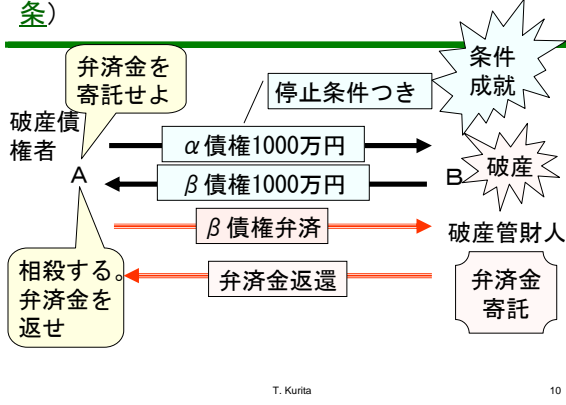 条)
弁済金を
寄託せよ
条件
成就
停止条件つき
破産債
権者
α債権1000万円
A
β債権1000万円
B
破産
β債権弁済
破産管財人
相殺する。
弁済金を
返せ
弁済金返還
弁済金
寄託
T. Kurita
10